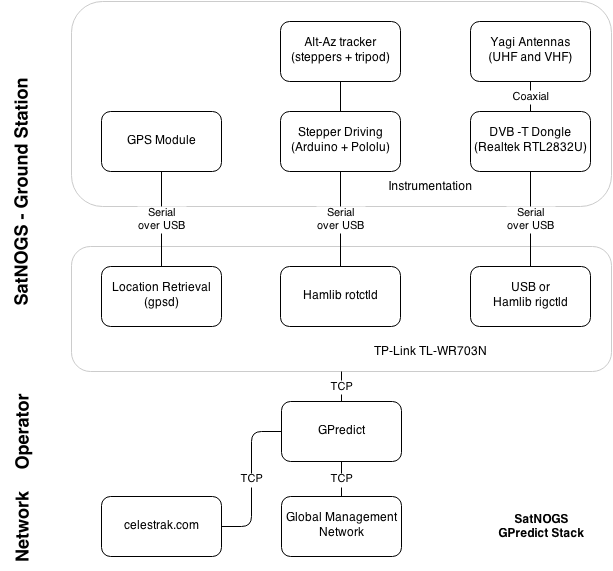 SatNOGS - Ground Station
Alt-Az tracker
(steppers + tripod)
Yagi Antennas
(UHF and VHF)
Coaxial
GPS Module
Stepper Driving
(Arduino + Pololu)
DVB -T Dongle
(Realtek RTL2832U)
Instrumentation
Serial
over USB
Serial
over USB
Serial
over USB
Location Retrieval
(gpsd)
Hamlib rotctld
USB or
Hamlib rigctld
TP-Link TL-WR703N
TCP
Operator
GPredict
TCP
TCP
Network
celestrak.com
Global Management
Network
SatNOGS
GPredict Stack